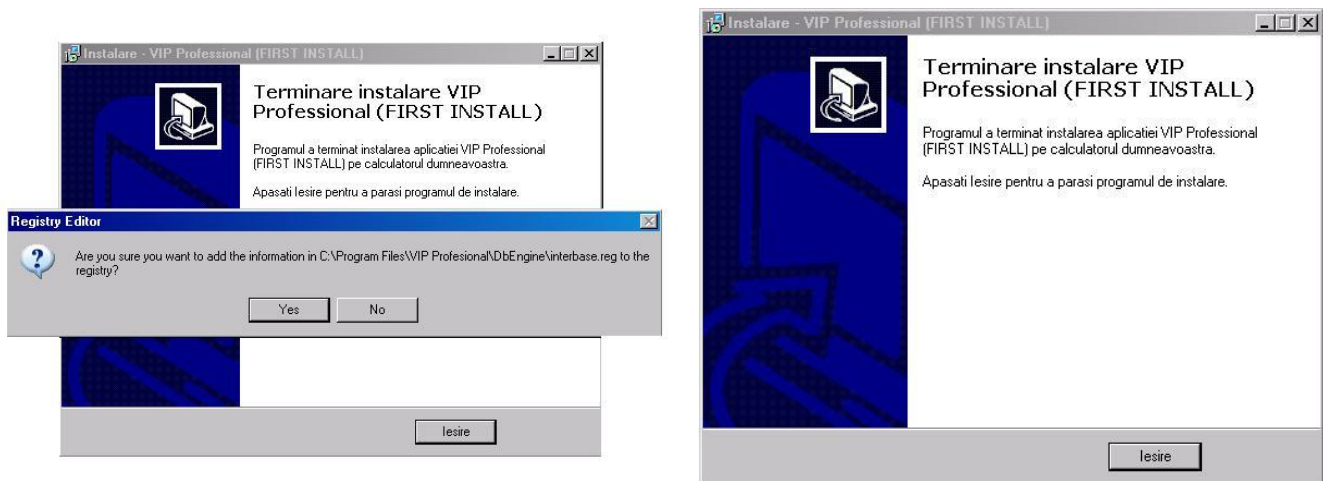 Instalare - VIP Professional (FIRST INSTALL)
Terminare instalare VIP
Professional (FIRST INSTALL)
Programul a terminat instalarea aplicatiei VIP Professional
(FIRST INSTALL) pe calculatorul dumneavoastra.
Apasati Iesire pentru a parasi programul de instalare.
Registry Editor
Are you sure you want to add the information in C:\Program Files\VIP Profesional\DbEngine\interbase.reg to the
registry?
Yes No
Iesire
Instalare - VIP Professional (FIRST INSTALL)
Terminare instalare VIP
Professional (FIRST INSTALL)
Programul a terminat instalarea aplicatiei VIP Professional
(FIRST INSTALL) pe calculatorul dumneavoastra.
Apasati Iesire pentru a parasi programul de instalare.
Iesire